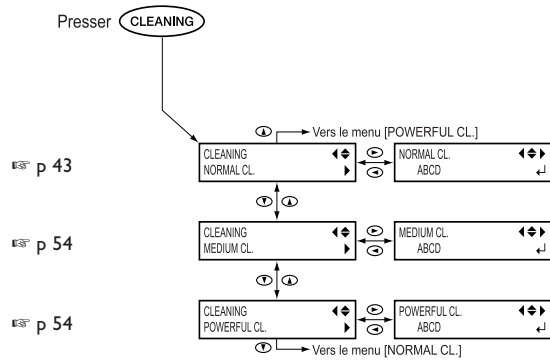 Presser CLEANING
Vers le menu [POWERFUL CL.]
p 43
CLEANING
NORMAL CL.
NORMAL CL.
ABCD
p 54
CLEANING
MEDIUM CL.
MEDIUM CL.
ABCD
p 54
CLEANING
POWERFUL CL.
POWERFUL CL.
ABCD
Vers le menu [NORMAL CL.]